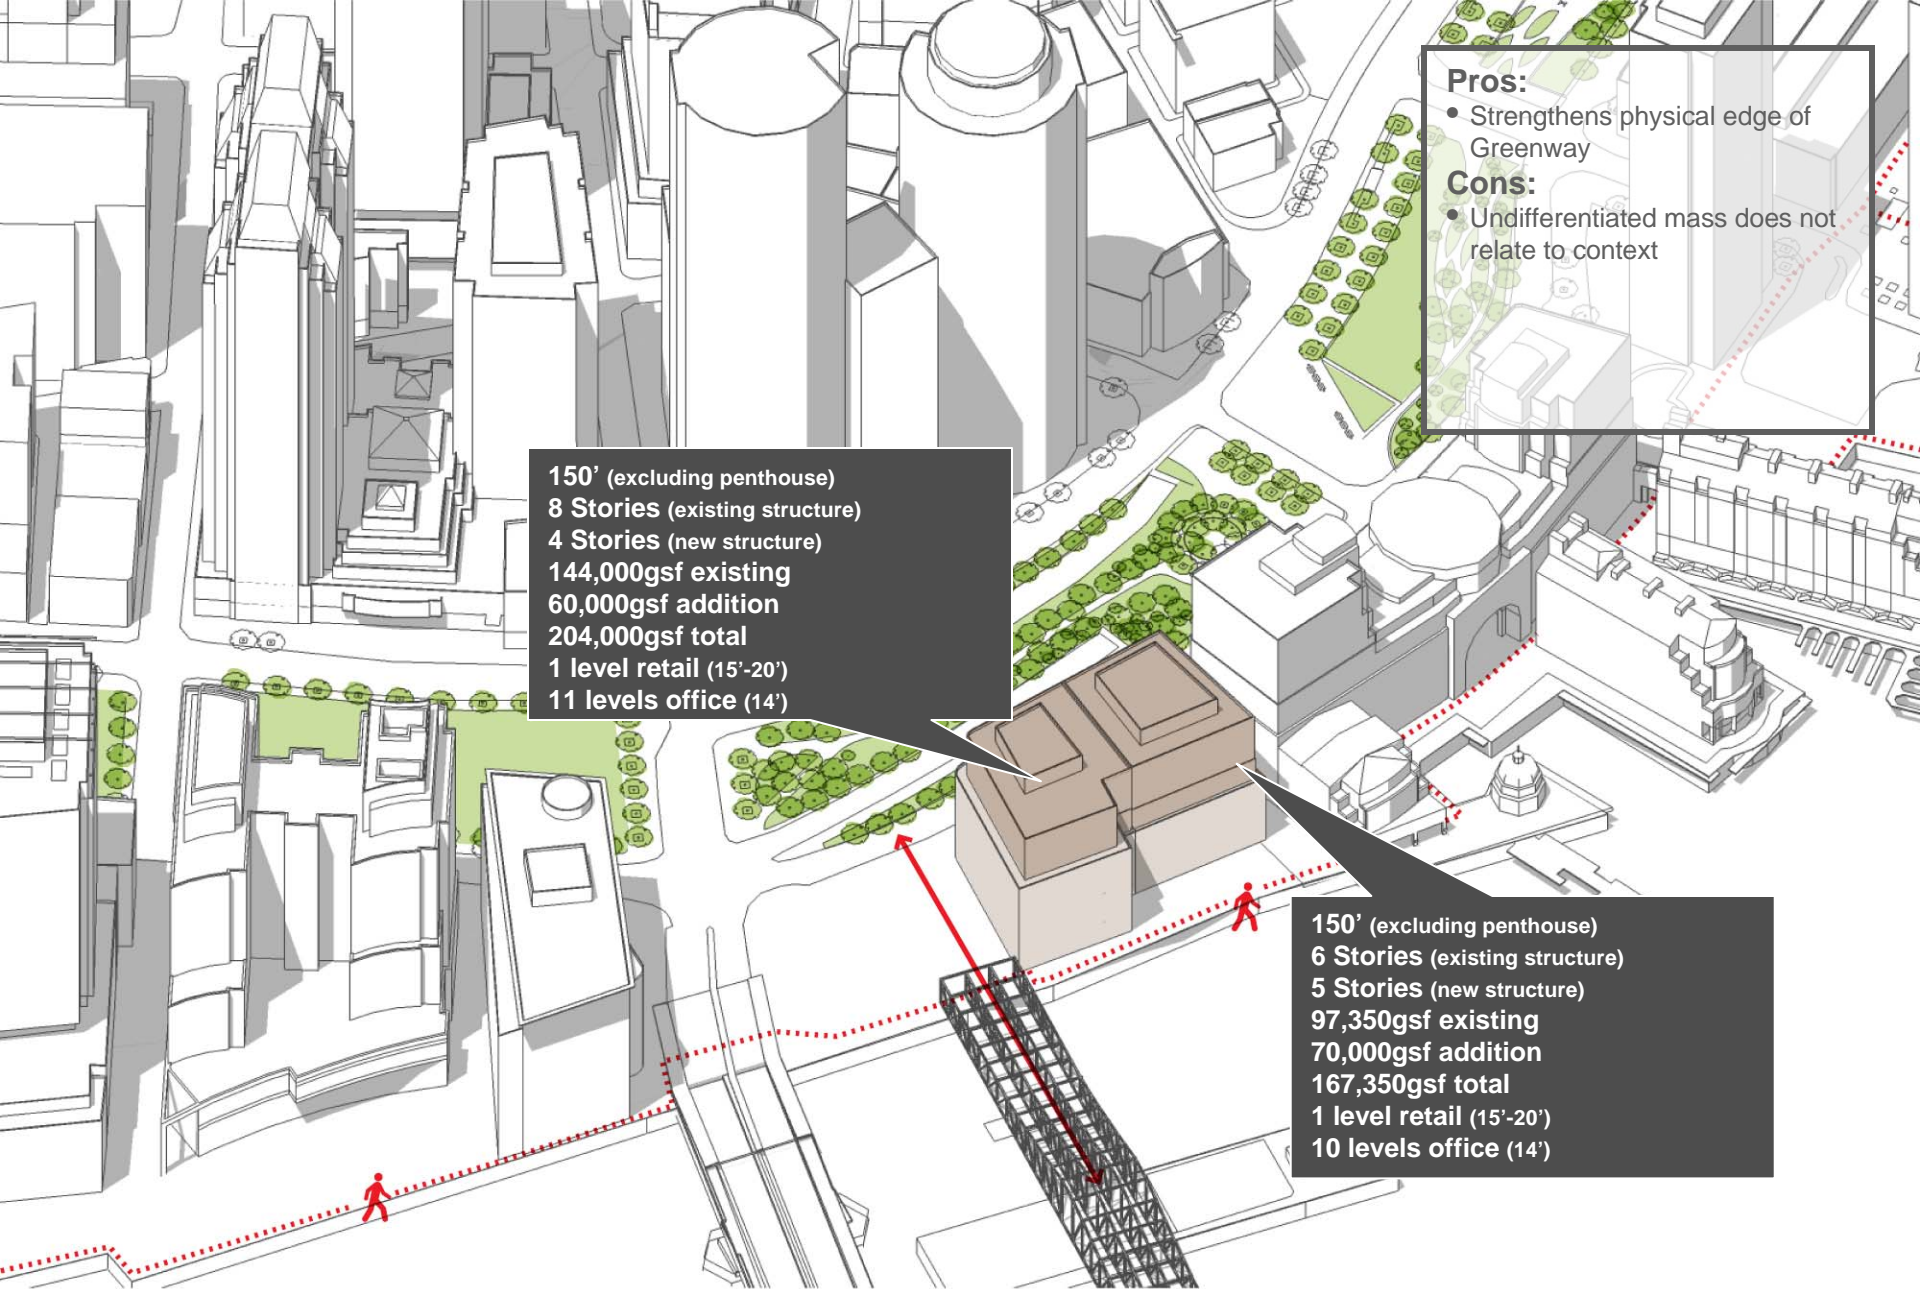 Pros:
• Strengthens physical edge of
Greenway
Cons:
• Undifferentiated mass does not
relate to context
150’ (excluding penthouse)
8 Stories (existing structure)
4 Stories (new structure)
144,000gsf existing
60,000gsf addition
204,000gsf total
1 level retail (15’-20’)
11 levels office (14’)
150’ (excluding penthouse)
6 Stories (existing structure)
5 Stories (new structure)
97,350gsf existing
70,000gsf addition
167,350gsf total
1 level retail (15’-20’)
10 levels office (14’)